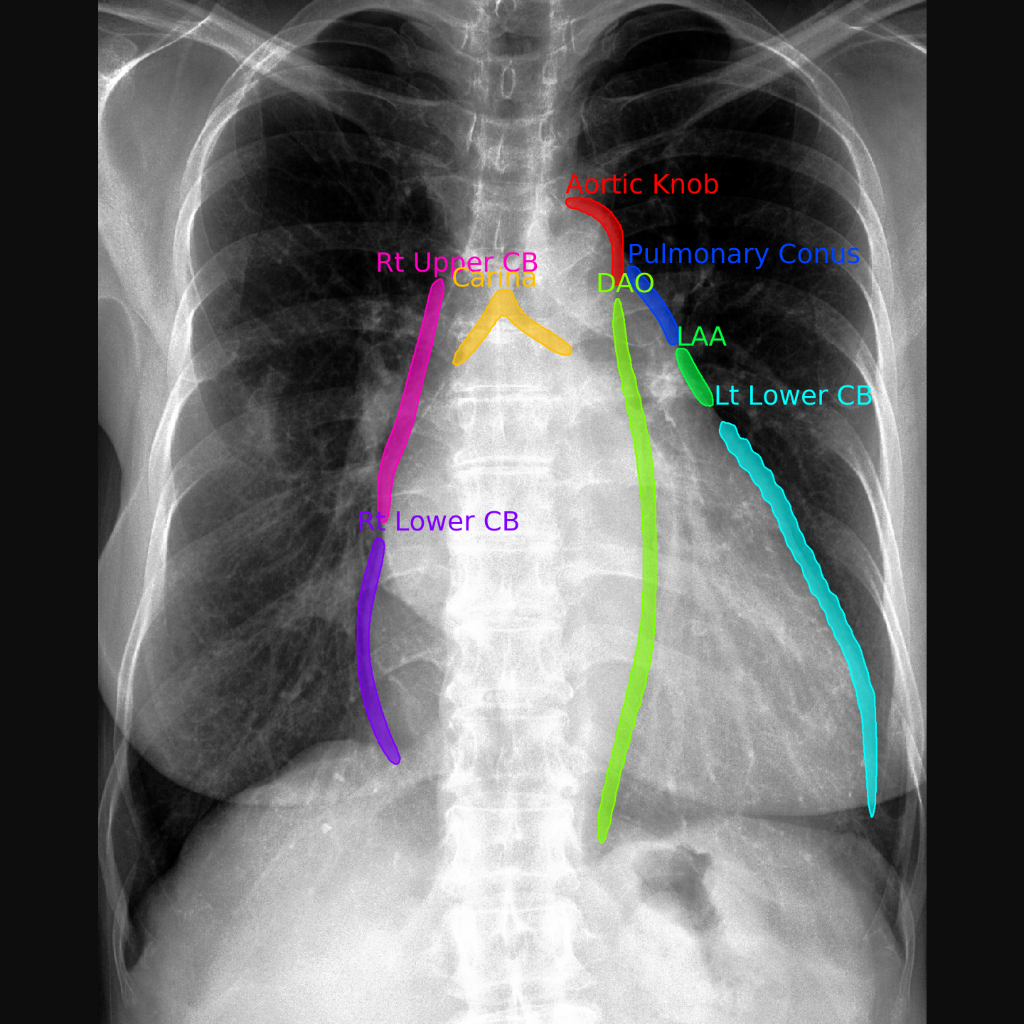 Aortic Knob
Pulmonary Conus
Rt Upper CB
Carina
DAO
LAA
Lt Lower CB
Rt Lower CB